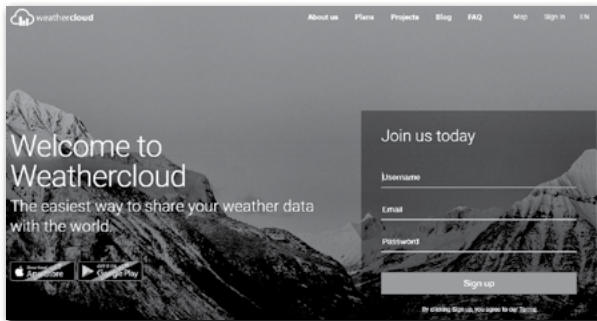 weathercloud
About us Plans Projects Blog FAQ Map Sign in EN
Welcome to
Weathercloud
The easiest way to share your weather data
with the world.
App Store
Google Play
Join us today
Username
Email
Password
Sign up
By clicking Sign up, you agree to our Terms.